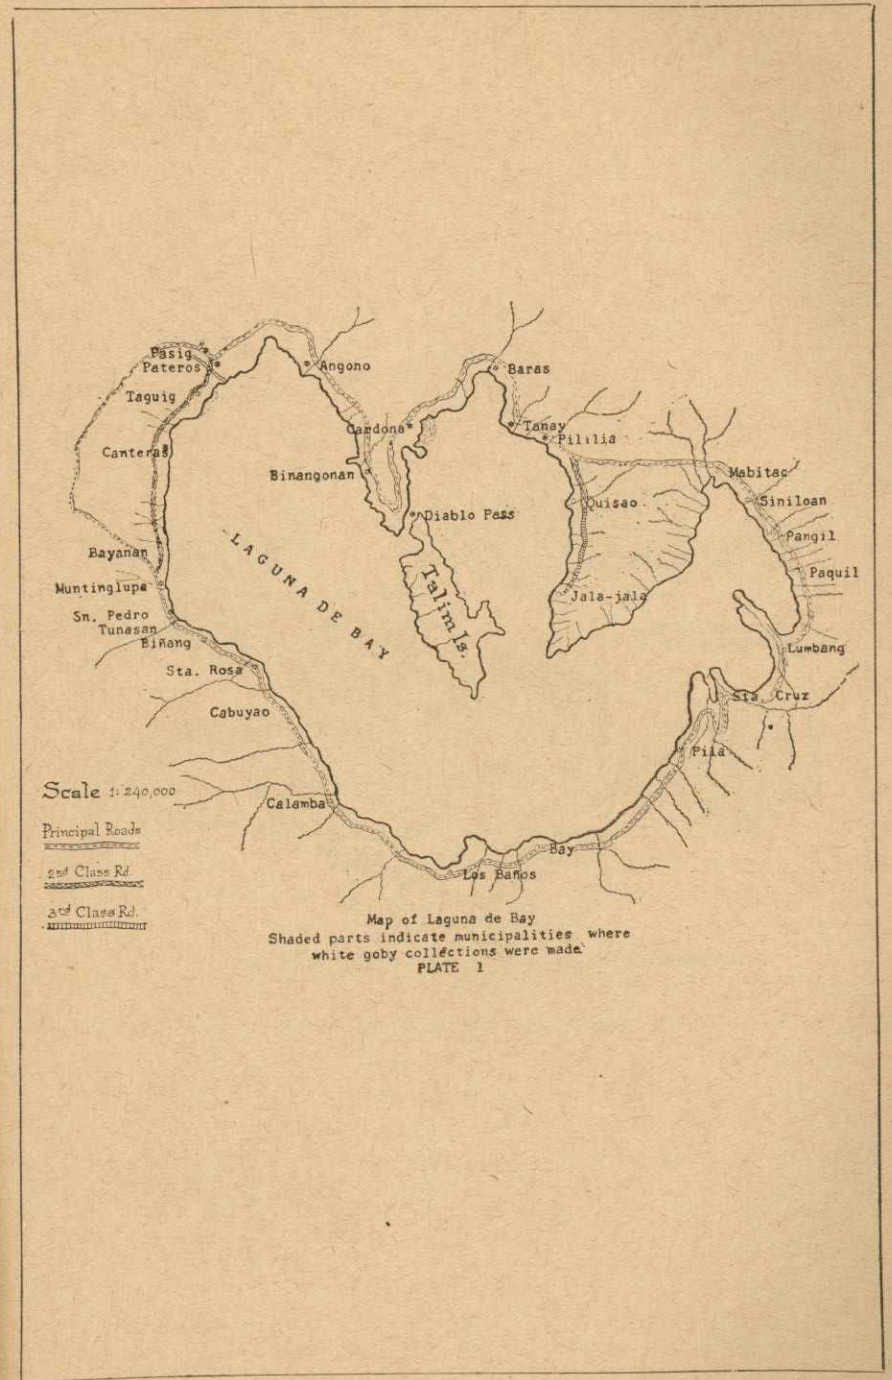 Pasig
Pateros
Angono
Baras
Taguig
Cardona
Tanay
Pililia
Canteras
Binangonan
Mabitac
Quisao
Siniloan
Diablo Pass
Pangil
LAGUNA DE BAY
Bayanan
Talim Is.
Paquil
Muntinglupa
Jala-jala
Sn. Pedro
Tunasan
Biñang
Lumbang
Sta. Rosa
Sta. Cruz
Cabuyao
Pila
Scale 1:240,000
Calamba
Principal Roads
Bay
2nd Class Rd.
Los Baños
3rd Class Rd.
Map of Laguna de Bay
Shaded parts indicate municipalities where
white goby collections were made
PLATE 1